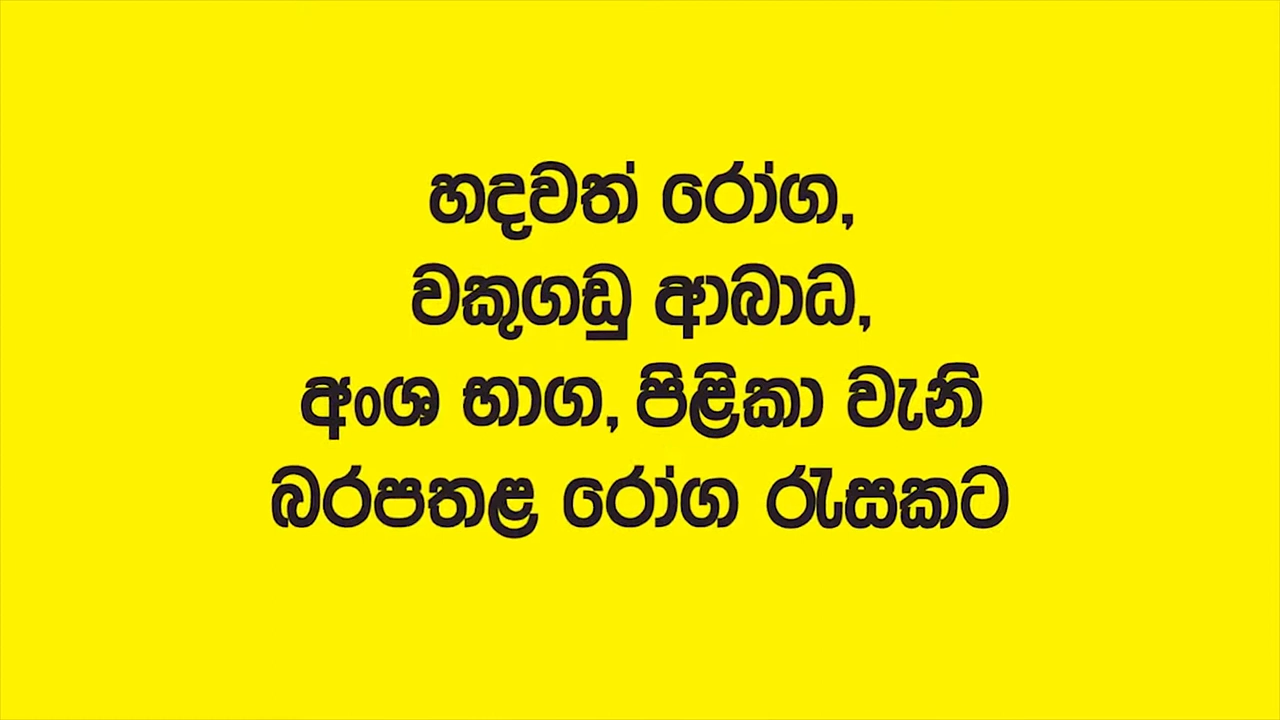 හදවත් රෝග,
වකුගඩු ආබාධ,
අංශ භාග, පිළිකා වැනි
බරපතළ රෝග රැසකට